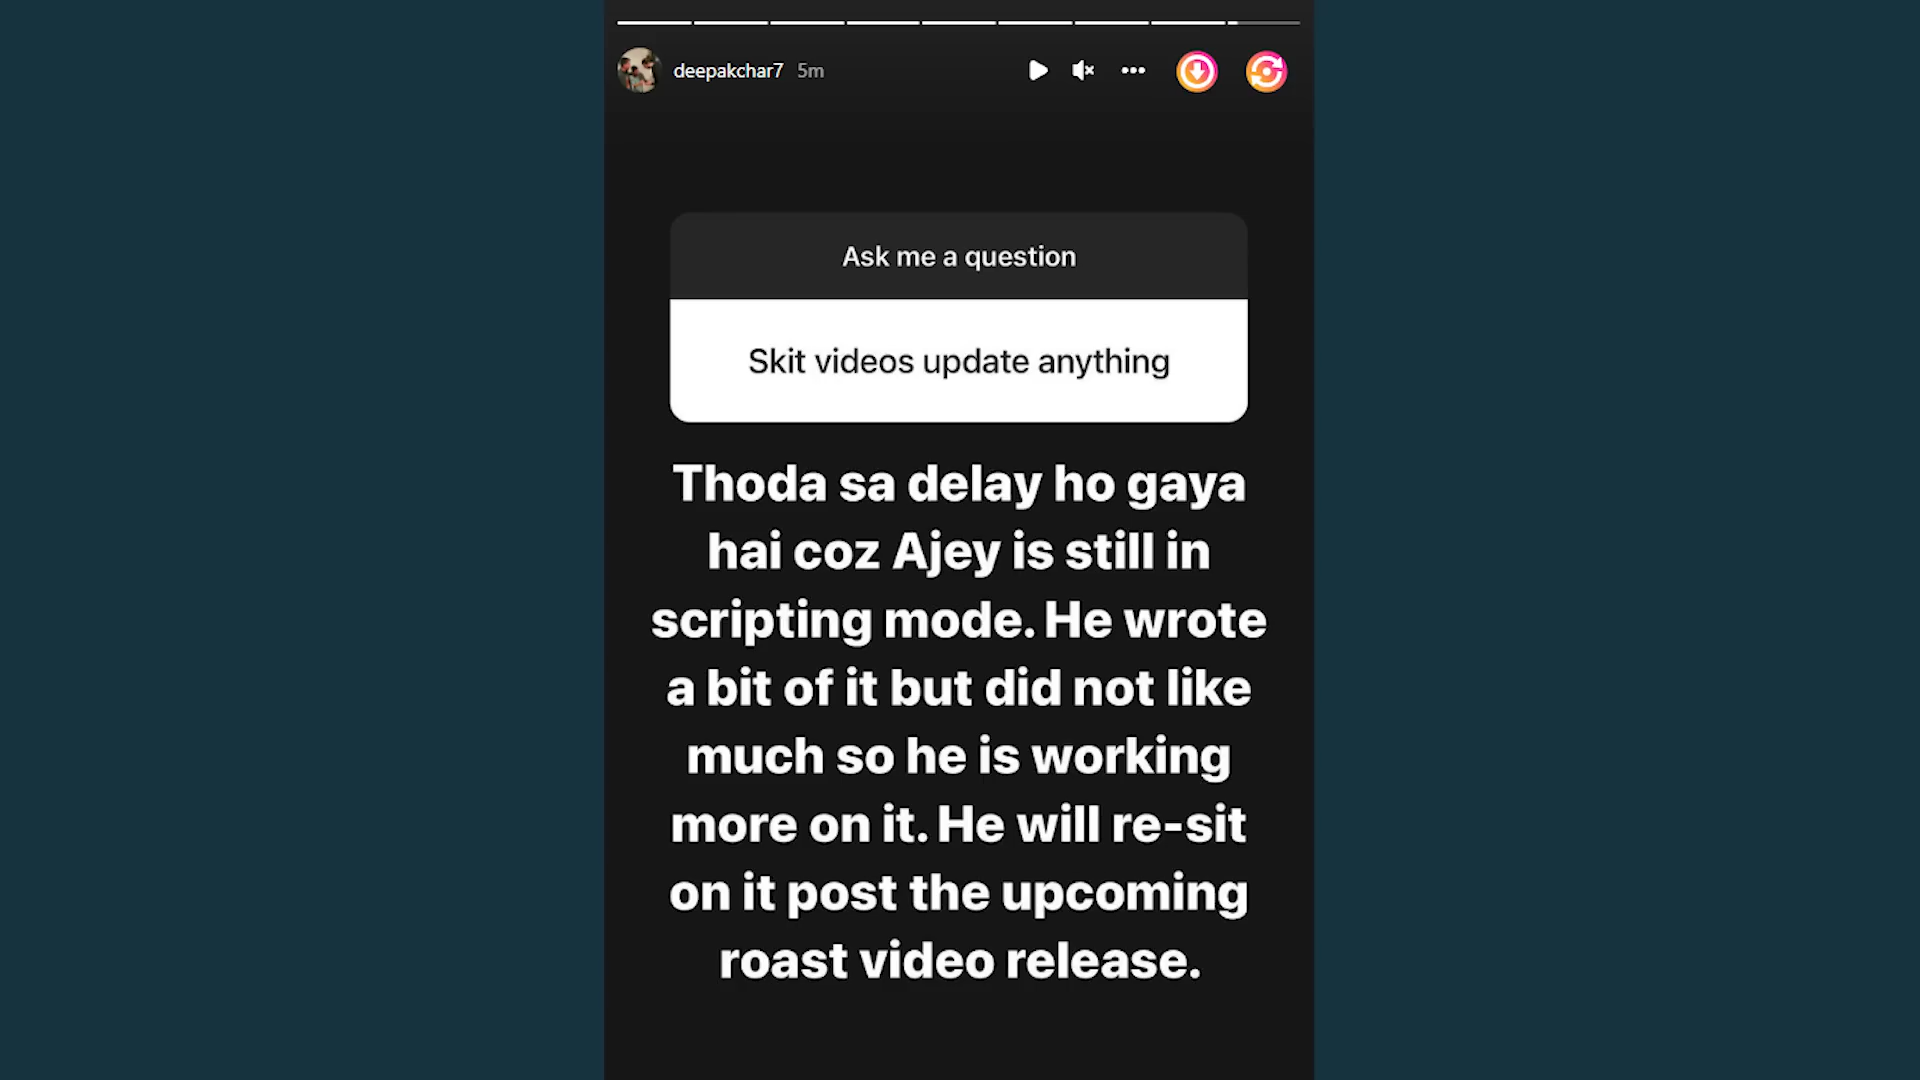 deepakchar7 5m
Ask me a question
Skit videos update anything
Thoda sa delay ho gaya
hai coz Ajey is still in
scripting mode. He wrote
a bit of it but did not like
much so he is working
more on it. He will re-sit
on it post the upcoming
roast video release.